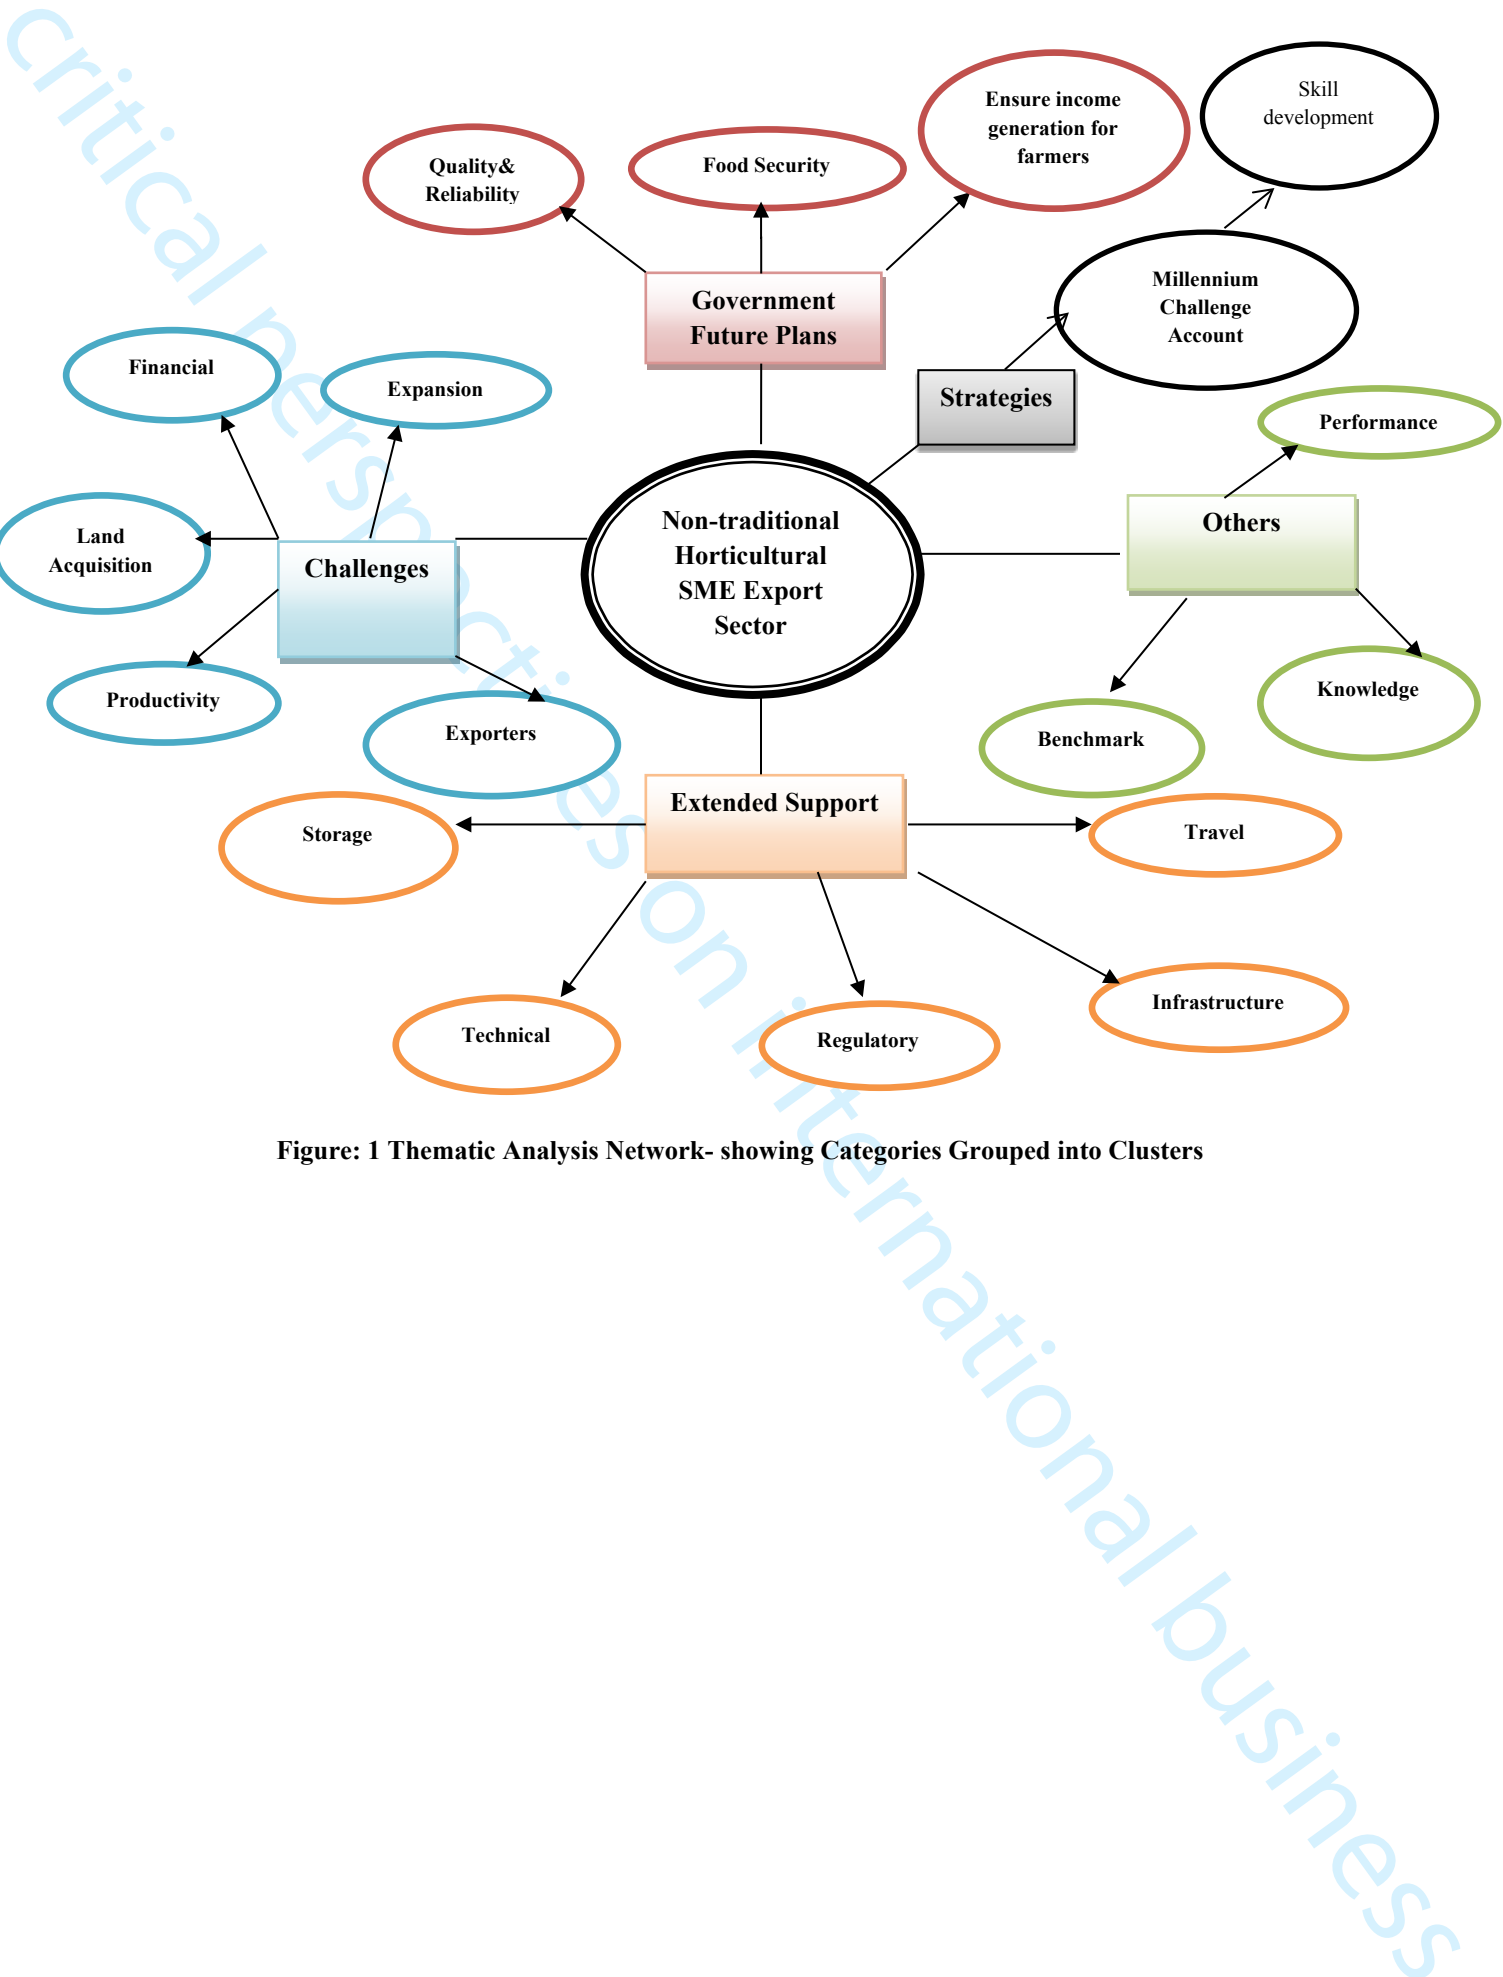 critical perspectives on international business
Ensure income
generation for
farmers
Skill
development
Quality&
Reliability
Food Security
Government
Future Plans
Millennium
Challenge
Account
Financial
Expansion
Strategies
Performance
Land
Acquisition
Challenges
Non-traditional
Horticultural
SME Export
Sector
Others
Productivity
Exporters
Benchmark
Knowledge
Storage
Extended Support
Travel
Technical
Regulatory
Infrastructure
Figure: 1 Thematic Analysis Network- showing Categories Grouped into Clusters